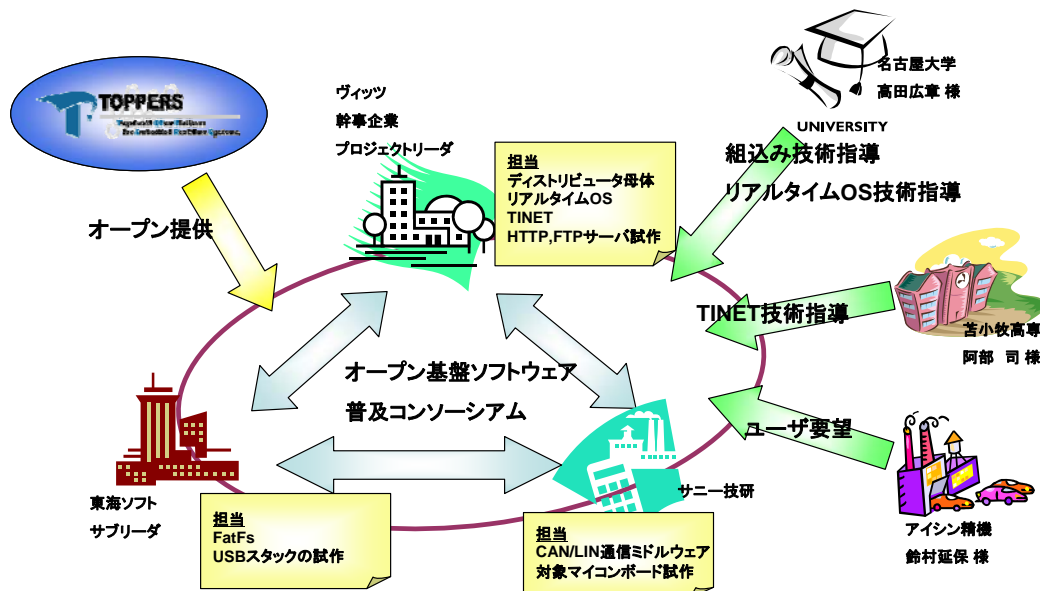 TOPPERS
オープン提供
ヴィッツ
幹事企業
プロジェクトリーダ
担当
ディストリビュータ母体
リアルタイムOS
TINET
HTTP,FTPサーバ試作
名古屋大学
高田広章 様
UNIVERSITY
組込み技術指導
リアルタイムOS技術指導
TINET技術指導
苫小牧高専
阿部 司 様
ユーザ要望
アイシン精機
鈴村延保 様
オープン基盤ソフトウェア
普及コンソーシアム
東海ソフト
サブリーダ
担当
FatFs
USBスタックの試作
サニー技研
担当
CAN/LIN通信ミドルウェア
対象マイコンボード試作